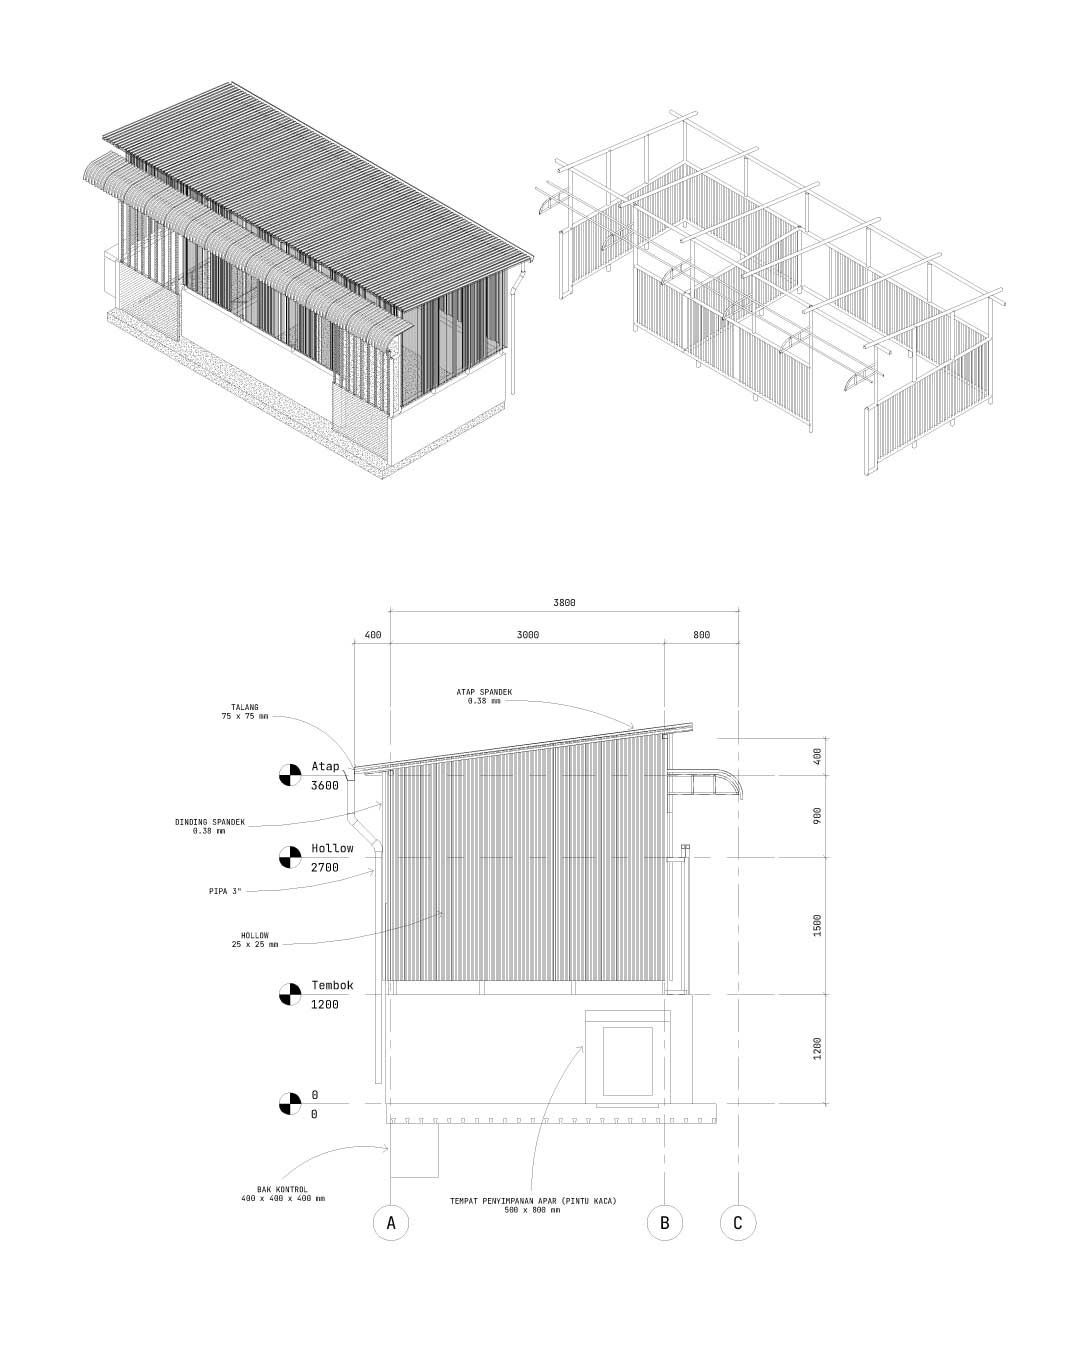 3800
400
3000
800
ATAP SPANDEK
0.38 mm
TALANG
75 x 75 mm
400
Atap
3600
900
DINDING SPANDEK
0.38 mm
Hollow
2700
PIPA 3"
1500
HOLLOW
25 x 25 mm
Tembok
1200
1200
0
0
BAK KONTROL
400 x 400 x 400 mm
TEMPAT PENYIMPANAN APAR (PINTU KACA)
500 x 800 mm
A
B
C